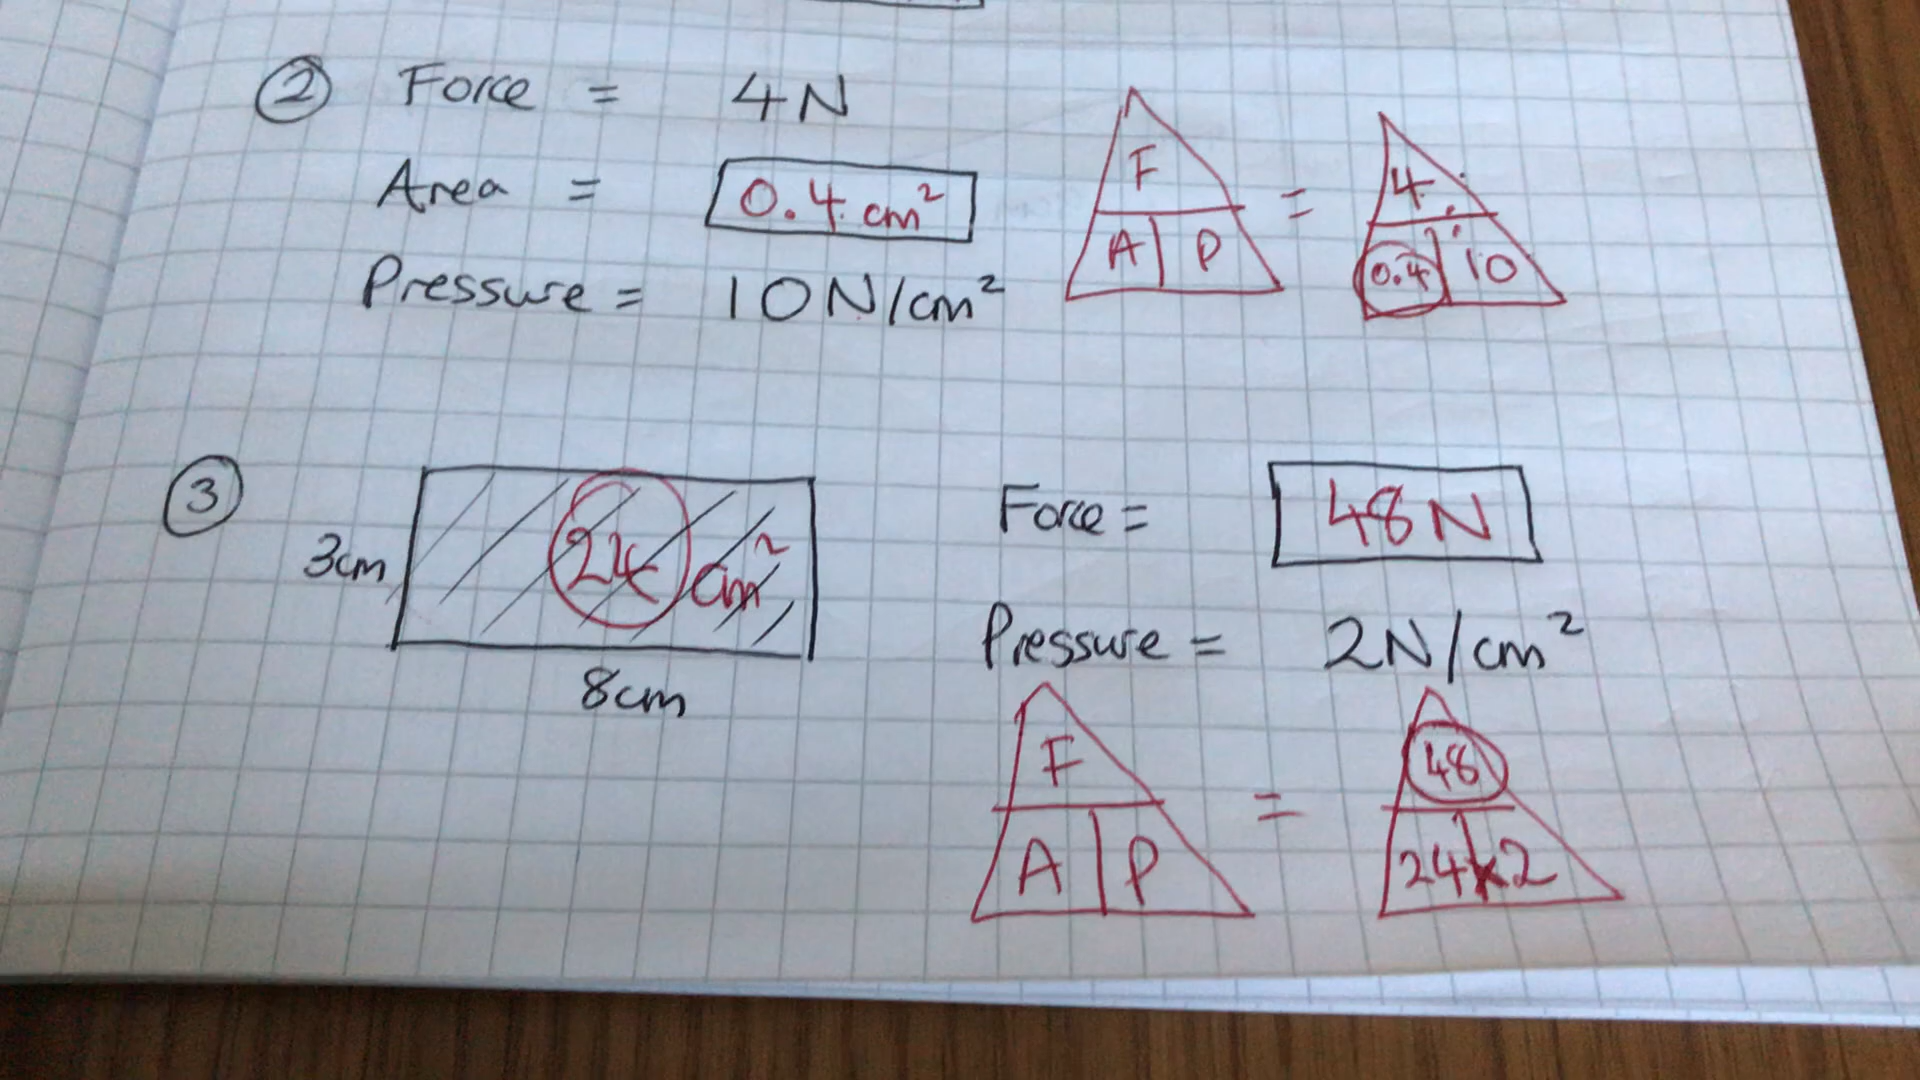 ② Force = 4N
Area = 0.4 cm²
Pressure = 10N/cm²
F
A P
=
4 ÷
0.4 10
③
3cm
24 cm²
8cm
Force = 48N
Pressure = 2N/cm²
F
A P
=
48
24 x 2